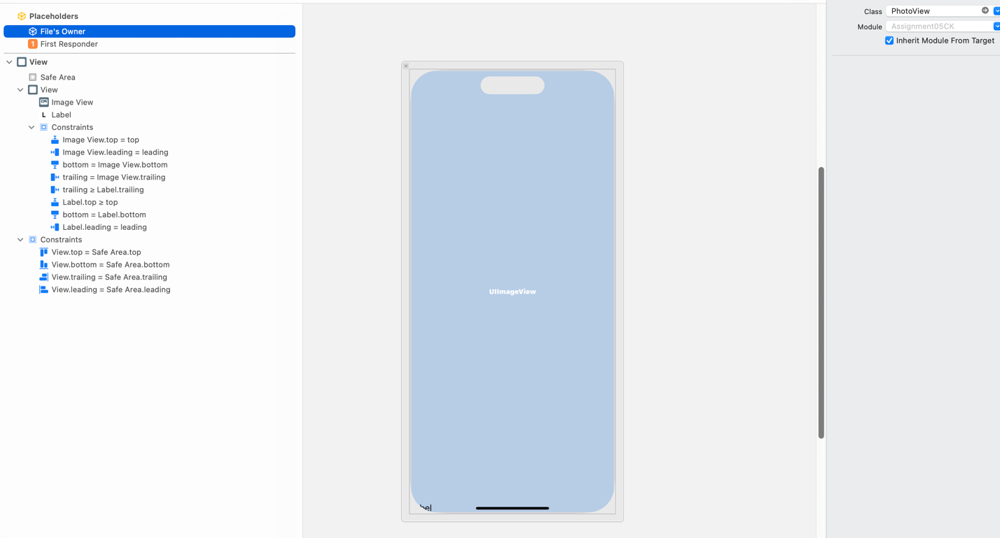 Placeholders
File's Owner
1 First Responder
View
Safe Area
View
Image View
L Label
Constraints
Image View.top = top
Image View.leading = leading
bottom = Image View.bottom
trailing = Image View.trailing
trailing ≥ Label.trailing
Label.top ≥ top
bottom = Label.bottom
Label.leading = leading
Constraints
View.top = Safe Area.top
View.bottom = Safe Area.bottom
View.trailing = Safe Area.trailing
View.leading = Safe Area.leading
UIImageView
bel
Class PhotoView
Module Assignment05CK
Inherit Module From Target